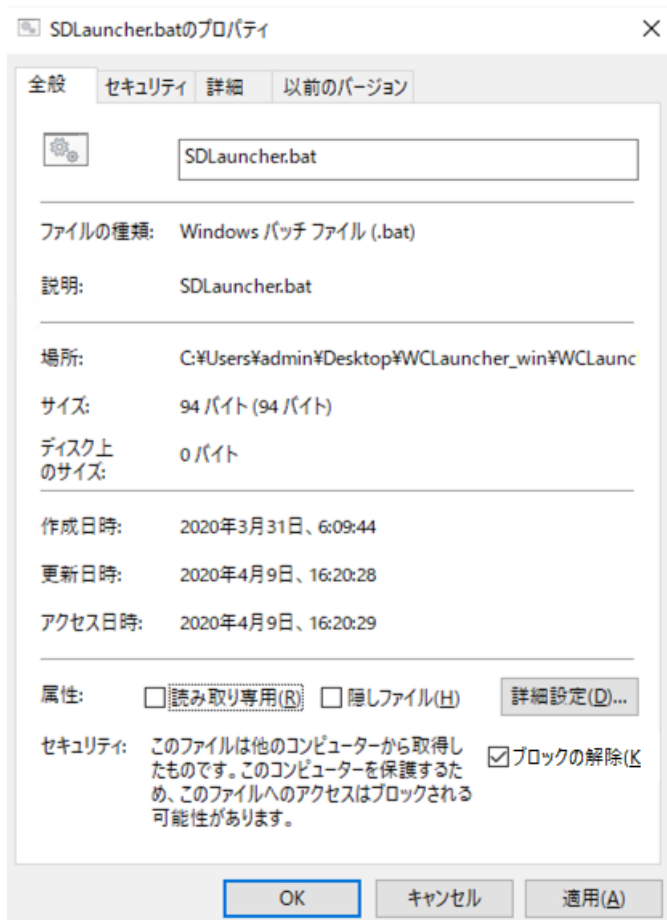 SDLauncher.batのプロパティ
全般 セキュリティ 詳細 以前のバージョン
SDLauncher.bat
ファイルの種類: Windows バッチ ファイル (.bat)
説明: SDLauncher.bat
場所: C:¥Users¥admin¥Desktop¥WCLauncher_win¥WCLaunc
サイズ: 94 バイト (94 バイト)
ディスク上
のサイズ: 0 バイト
作成日時: 2020年3月31日、6:09:44
更新日時: 2020年4月9日、16:20:28
アクセス日時: 2020年4月9日、16:20:29
属性: 読み取り専用(R) 隠しファイル(H) 詳細設定(D)...
セキュリティ: このファイルは他のコンピューターから取得し
たものです。このコンピューターを保護するた
め、このファイルへのアクセスはブロックされる
可能性があります。
ブロックの解除(K
OK キャンセル 適用(A)